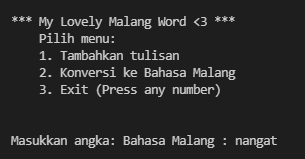 *** My Lovely Malang Word <3 ***
Pilih menu:
1. Tambahkan tulisan
2. Konversi ke Bahasa Malang
3. Exit (Press any number)
Masukkan angka: Bahasa Malang : nangat